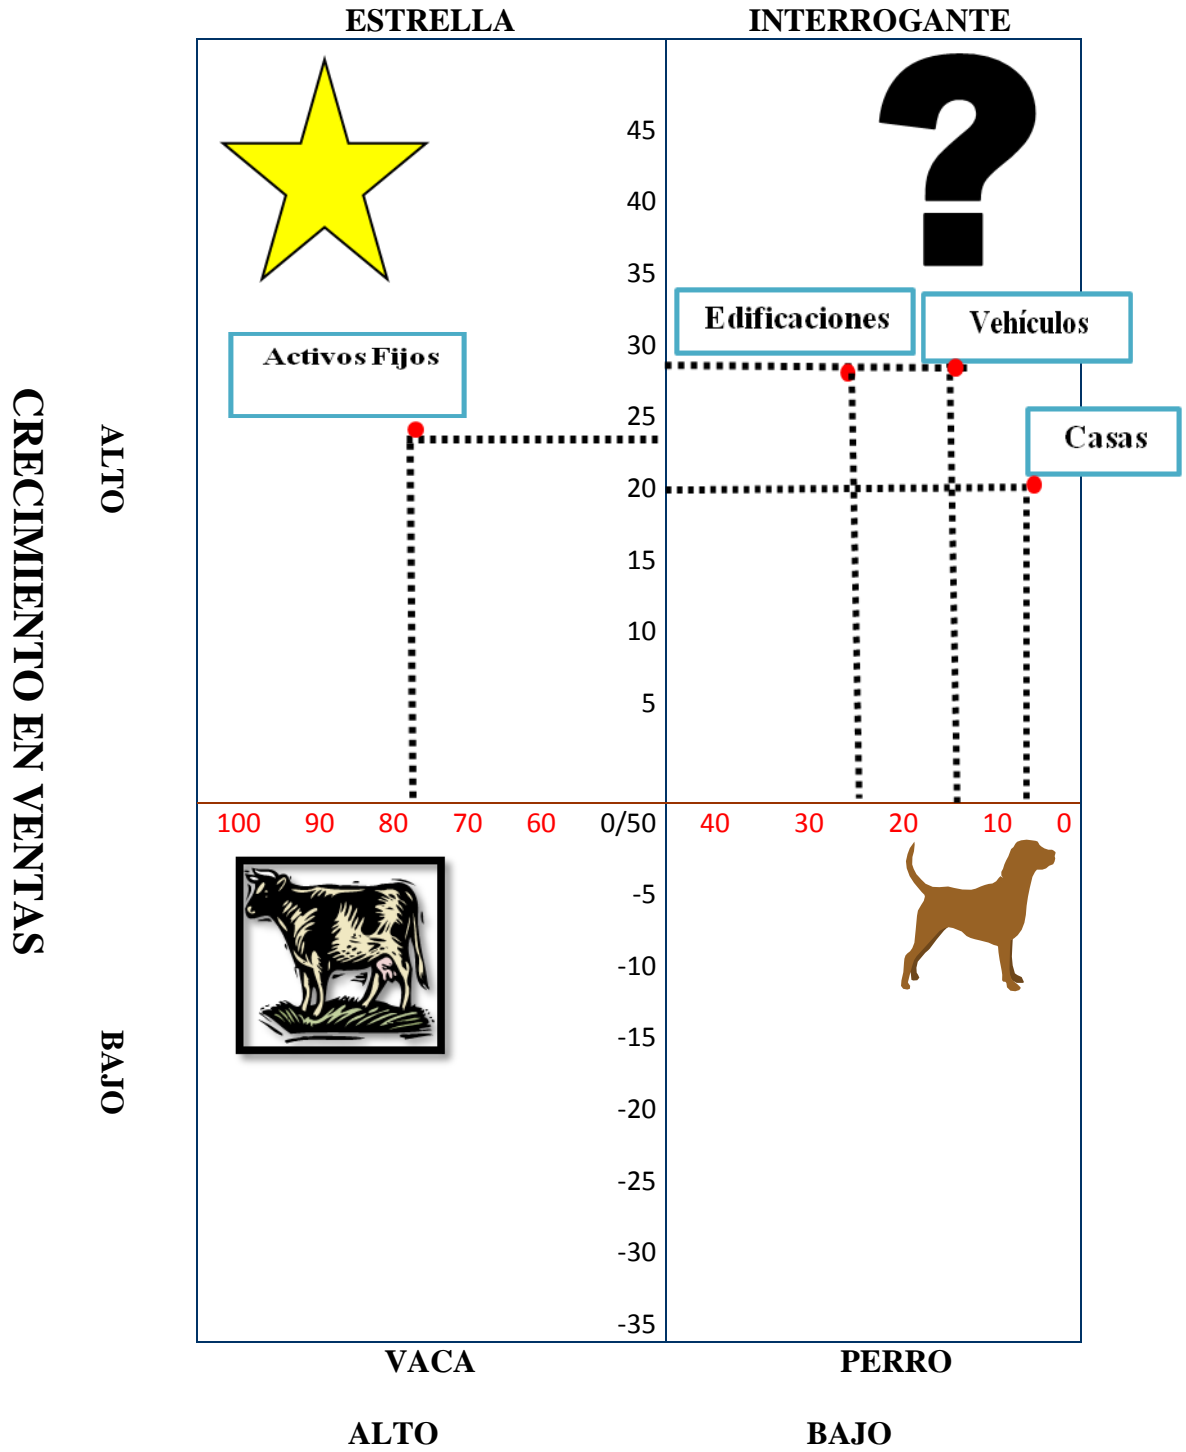 ESTRELLA
INTERROGANTE
45
40
35
Edificaciones
Vehículos
30
Activos Fijos
25
Casas
20
15
10
5
CRECIMIENTO EN VENTAS
ALTO
BAJO
100 90 80 70 60 0/50 40 30 20 10 0
-5
-10
-15
-20
-25
-30
-35
VACA
PERRO
ALTO
BAJO
?